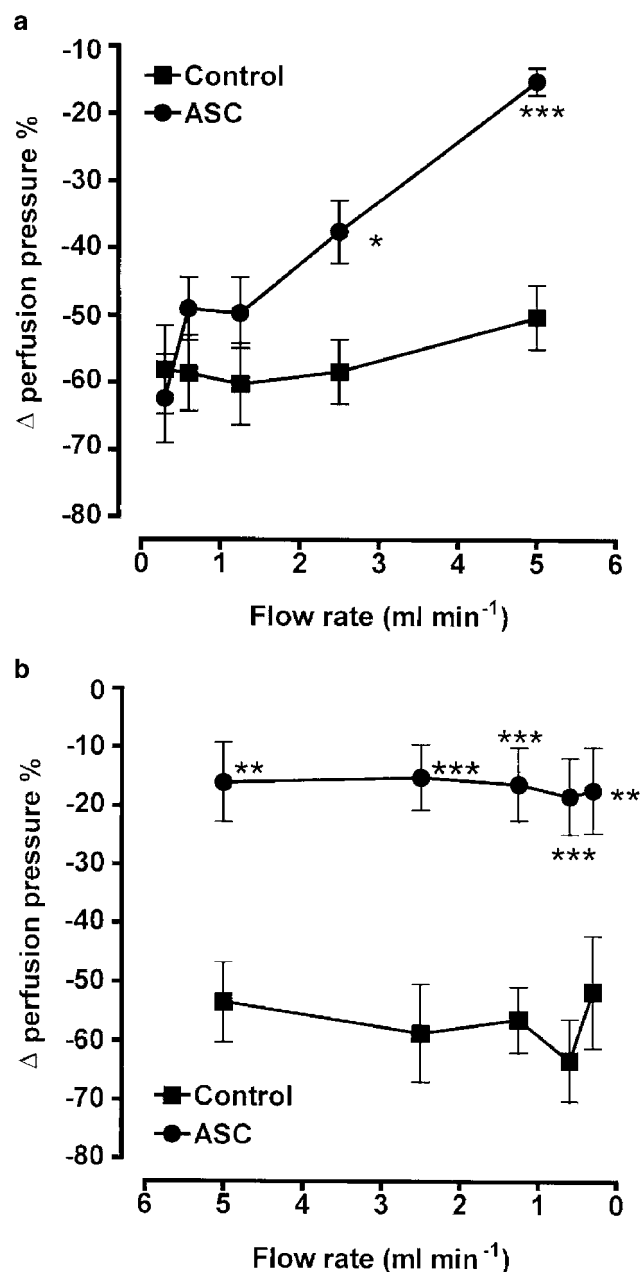 a
-10
-20
-30
-40
-50
-60
-70
-80
Δ perfusion pressure %
Control
ASC
***
*
0 1 2 3 4 5 6
Flow rate (ml min⁻¹)
b
0
-10
-20
-30
-40
-50
-60
-70
-80
Δ perfusion pressure %
**
***
***
***
**
Control
ASC
6 5 4 3 2 1 0
Flow rate (ml min⁻¹)